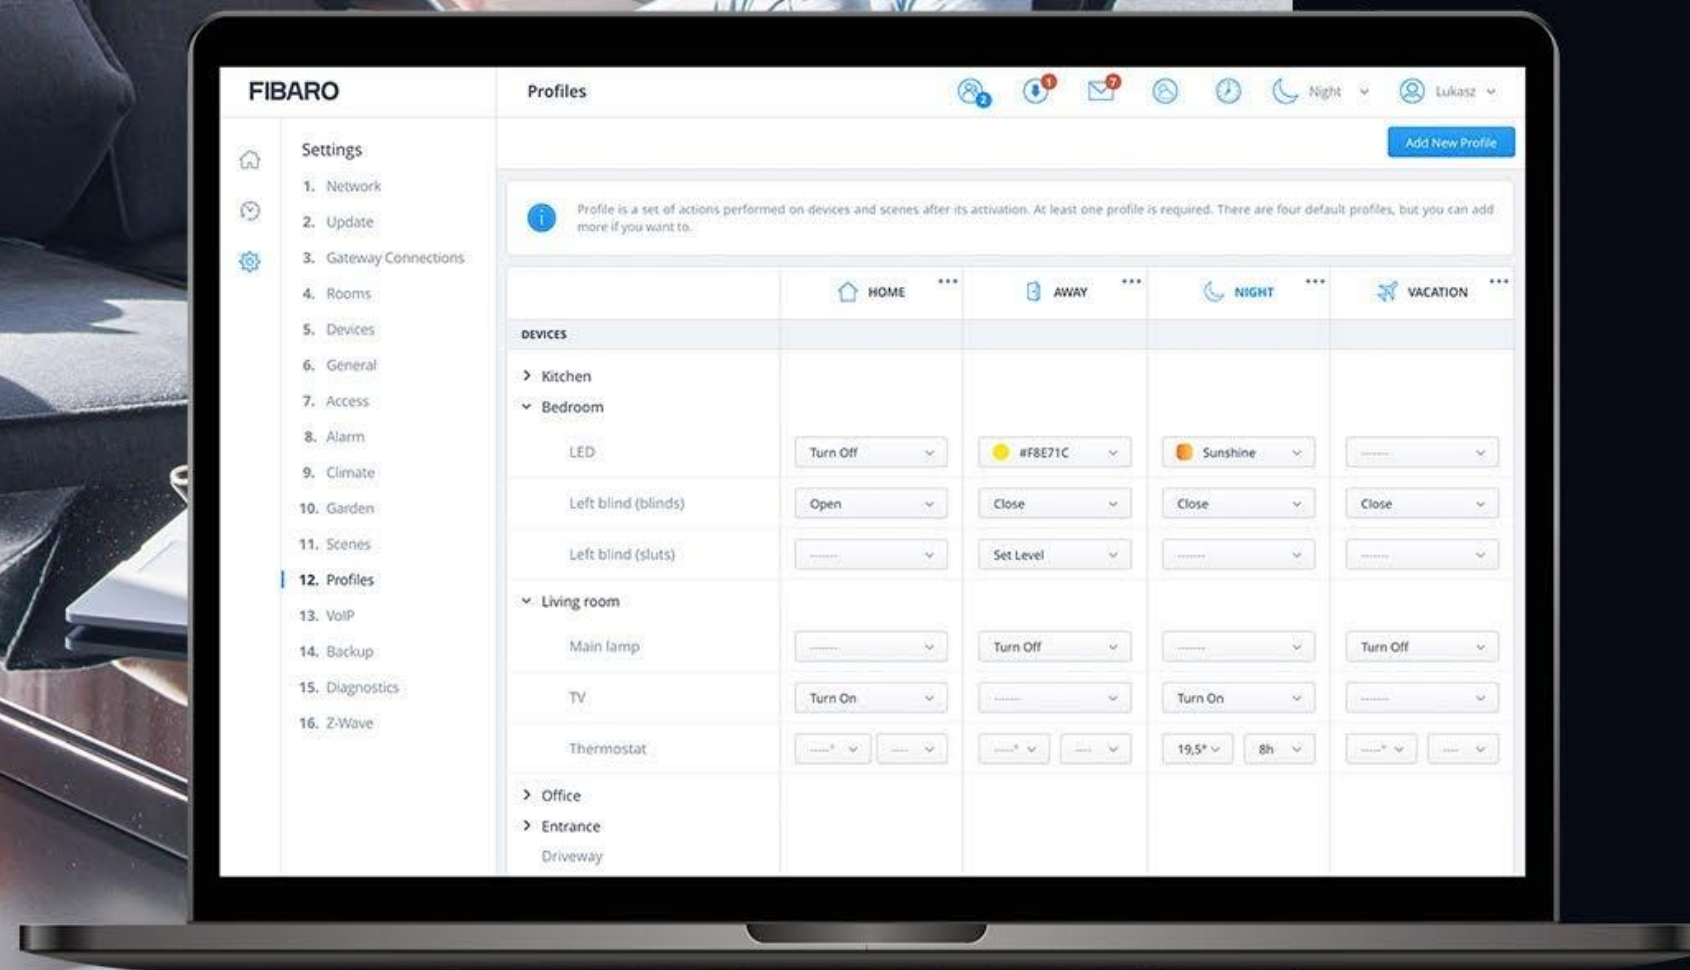 FIBARO
Profiles
2
1
7
Night
Lukasz
Add New Profile
Settings
1. Network
2. Update
3. Gateway Connections
4. Rooms
5. Devices
6. General
7. Access
8. Alarm
9. Climate
10. Garden
11. Scenes
12. Profiles
13. VoIP
14. Backup
15. Diagnostics
16. Z-Wave
Profile is a set of actions performed on devices and scenes after its activation. At least one profile is required. There are four default profiles, but you can add
more if you want to.
HOME AWAY NIGHT VACATION
DEVICES
Kitchen
Bedroom
LED Turn Off #F8E71C Sunshine -------
Left blind (blinds) Open Close Close Close
Left blind (sluts) ------- Set Level ------- -------
Living room
Main lamp ------- Turn Off ------- Turn Off
TV Turn On ------- Turn On -------
Thermostat -----° ---- -----° ---- 19,5° 8h -----° ----
Office
Entrance
Driveway